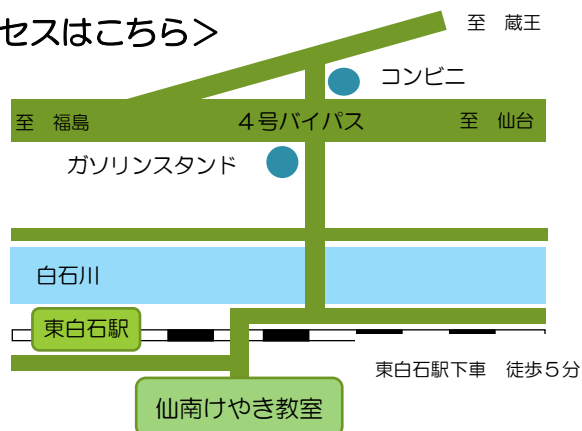 セスはこちら＞
至　蔵王
コンビニ
至　福島
４号バイパス
至　仙台
ガソリンスタンド
白石川
東白石駅
東白石駅下車　徒歩５分
仙南けやき教室